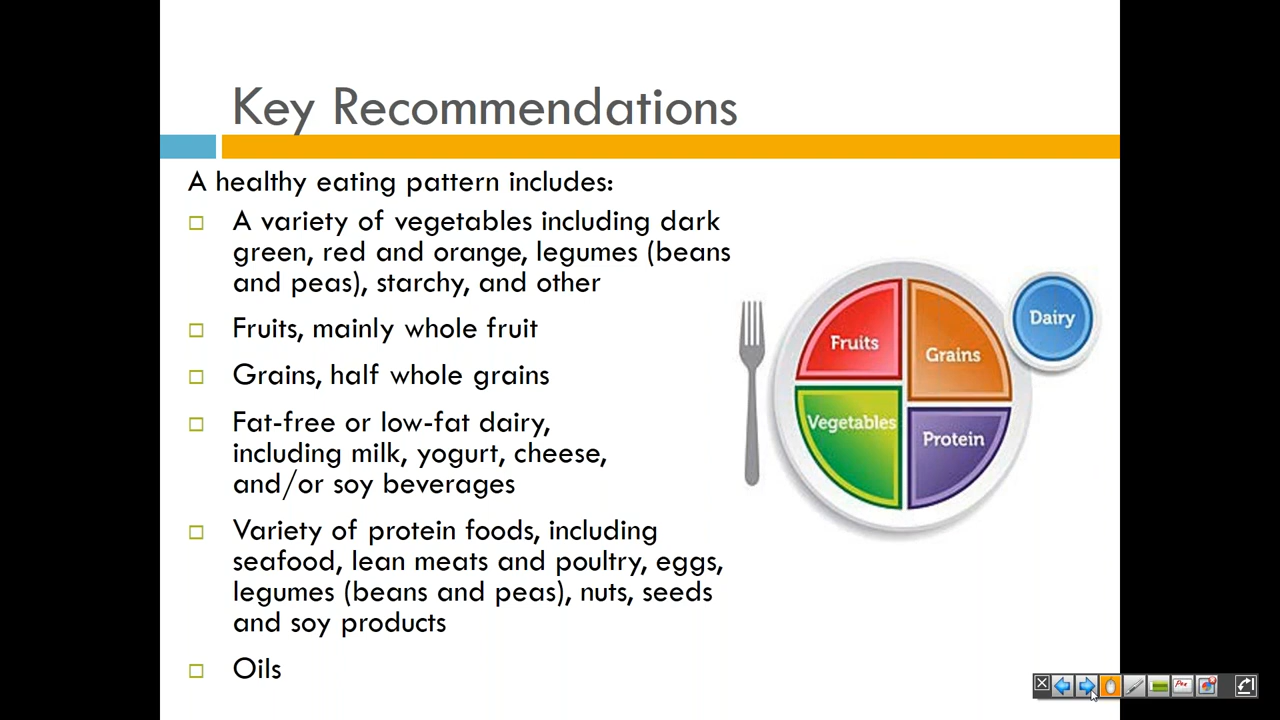 Key Recommendations
A healthy eating pattern includes:
A variety of vegetables including dark
green, red and orange, legumes (beans
and peas), starchy, and other
Fruits, mainly whole fruit
Grains, half whole grains
Fat-free or low-fat dairy,
including milk, yogurt, cheese,
and/or soy beverages
Variety of protein foods, including
seafood, lean meats and poultry, eggs,
legumes (beans and peas), nuts, seeds
and soy products
Oils
Fruits
Grains
Dairy
Vegetables
Protein